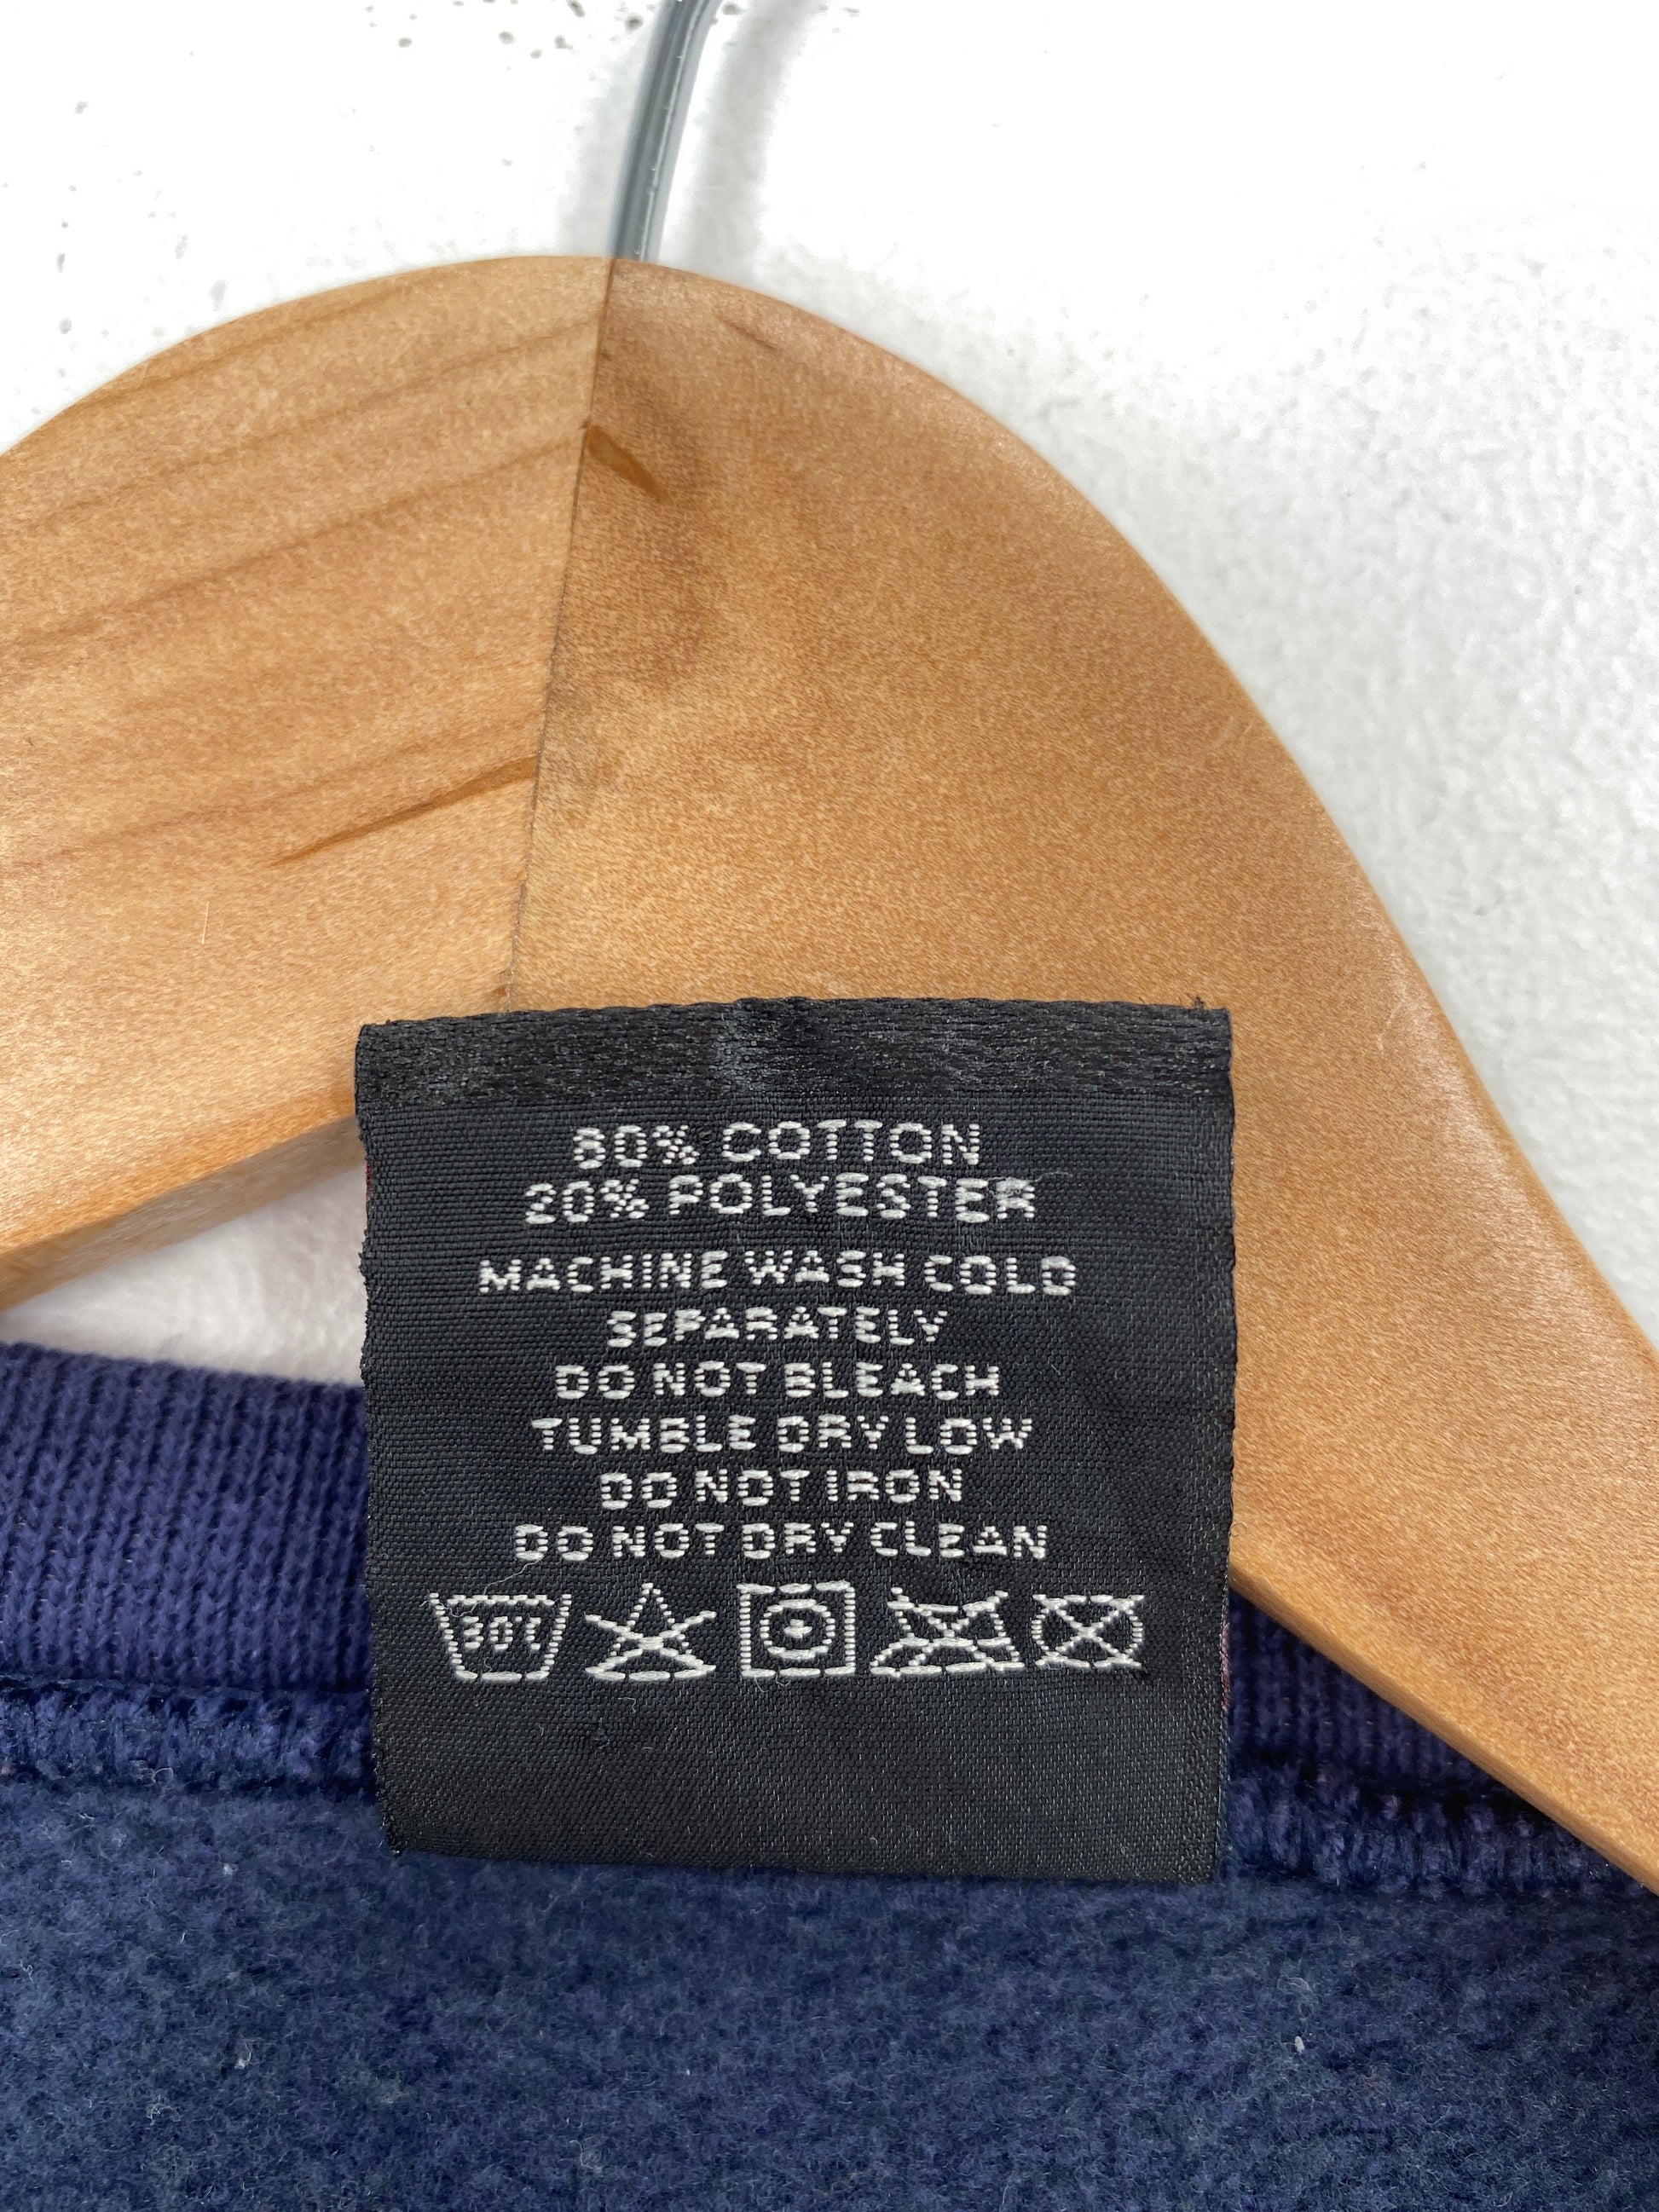 80% COTTON
20% POLYESTER
MACHINE WASH COLD
SEPARATELY
DO NOT BLEACH
TUMBLE DRY LOW
DO NOT IRON
DO NOT DRY CLEAN
30℃